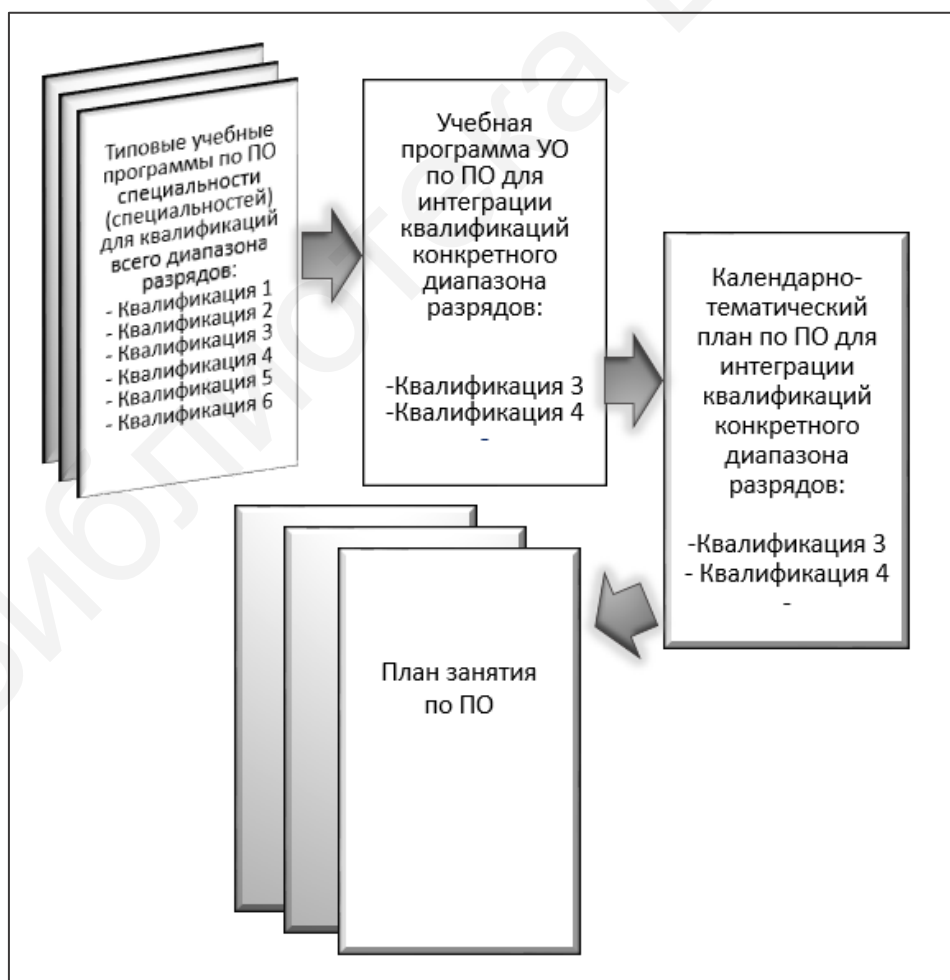 Типовые учебные
программы по ПО
специальности
(специальностей)
для квалификаций
всего диапазона
разрядов:
- Квалификация 1
- Квалификация 2
- Квалификация 3
- Квалификация 4
- Квалификация 5
- Квалификация 6
Учебная
программа УО
по ПО для
интеграции
квалификаций
конкретного
диапазона
разрядов:
-Квалификация 3
-Квалификация 4
-
Календарно-
тематический
план по ПО для
интеграции
квалификаций
конкретного
диапазона
разрядов:
-Квалификация 3
- Квалификация 4
-
План занятия
по ПО